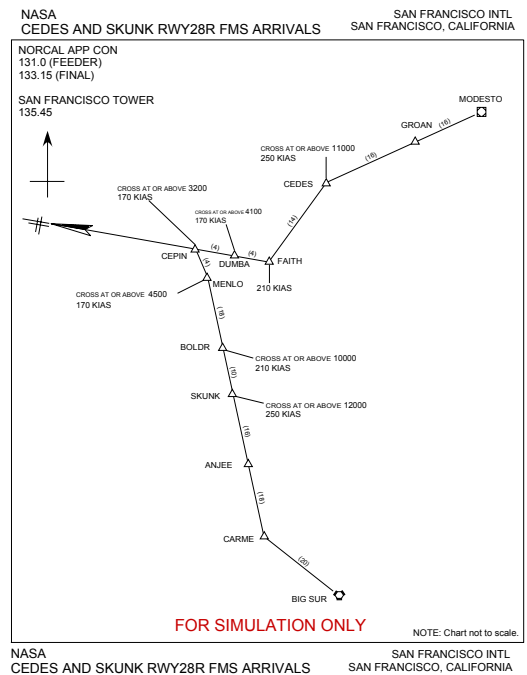 NASA
CEDES AND SKUNK RWY28R FMS ARRIVALS
SAN FRANCISCO INTL
SAN FRANCISCO, CALIFORNIA
NORCAL APP CON
131.0 (FEEDER)
133.15 (FINAL)
SAN FRANCISCO TOWER
135.45
MODESTO
(16)
GROAN
(16)
CROSS AT OR ABOVE 11000
250 KIAS
CEDES
(14)
CROSS AT OR ABOVE 3200
170 KIAS
CROSS AT OR ABOVE 4100
170 KIAS
(4)
(4)
CEPIN
DUMBA
FAITH
210 KIAS
(4)
MENLO
CROSS AT OR ABOVE 4500
170 KIAS
(18)
BOLDR
CROSS AT OR ABOVE 10000
210 KIAS
(10)
SKUNK
CROSS AT OR ABOVE 12000
250 KIAS
(16)
ANJEE
(18)
CARME
(20)
BIG SUR
FOR SIMULATION ONLY
NOTE: Chart not to scale.
NASA
CEDES AND SKUNK RWY28R FMS ARRIVALS
SAN FRANCISCO INTL
SAN FRANCISCO, CALIFORNIA